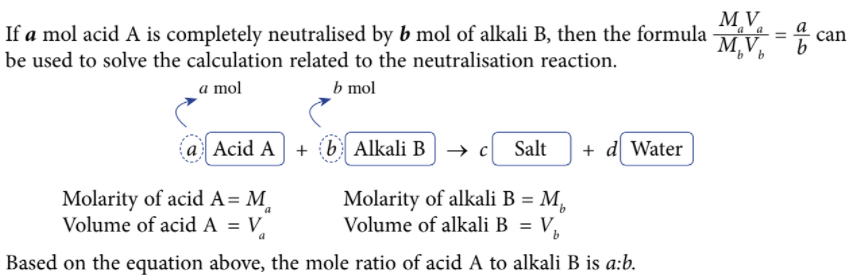 If a mol acid A is completely neutralised by b mol of alkali B, then the formula MₐVₐ/M_bV_b = a/b can
be used to solve the calculation related to the neutralisation reaction.
a mol b mol
a Acid A + b Alkali B → c Salt + d Water
Molarity of acid A = Mₐ Molarity of alkali B = M_b
Volume of acid A = Vₐ Volume of alkali B = V_b
Based on the equation above, the mole ratio of acid A to alkali B is a:b.